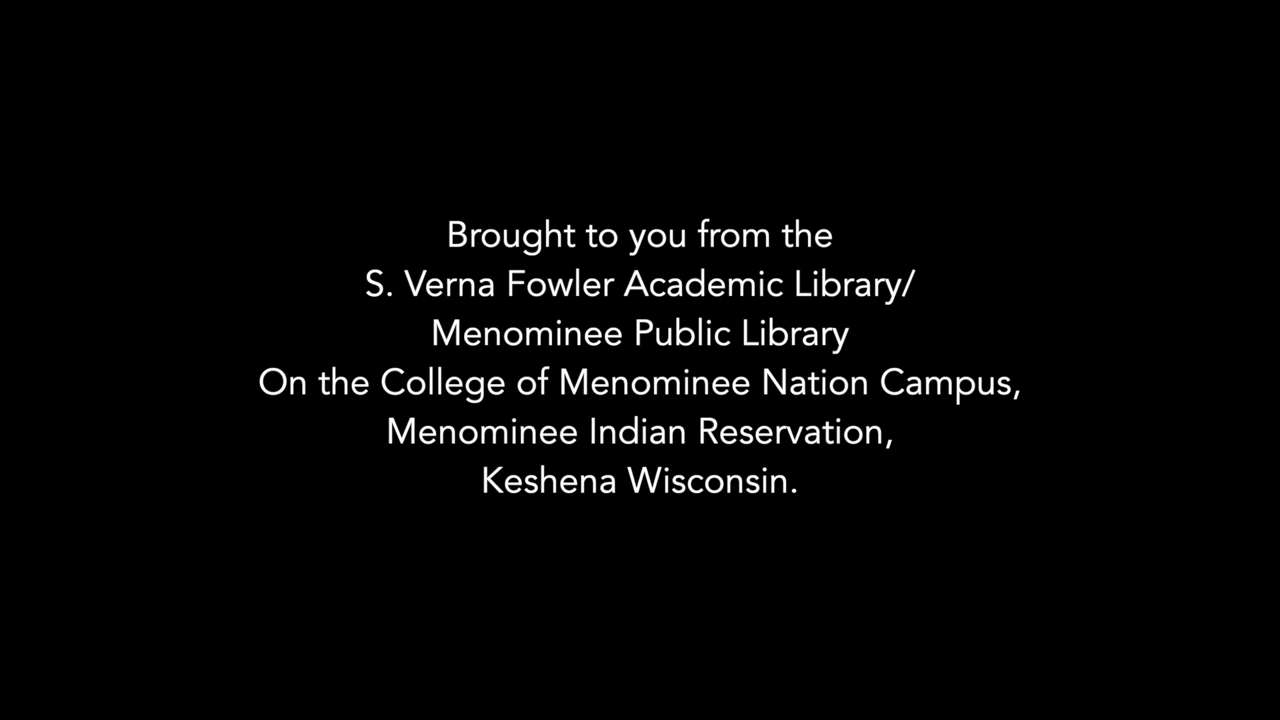 Brought to you from the
S. Verna Fowler Academic Library/
Menominee Public Library
On the College of Menominee Nation Campus,
Menominee Indian Reservation,
Keshena Wisconsin.